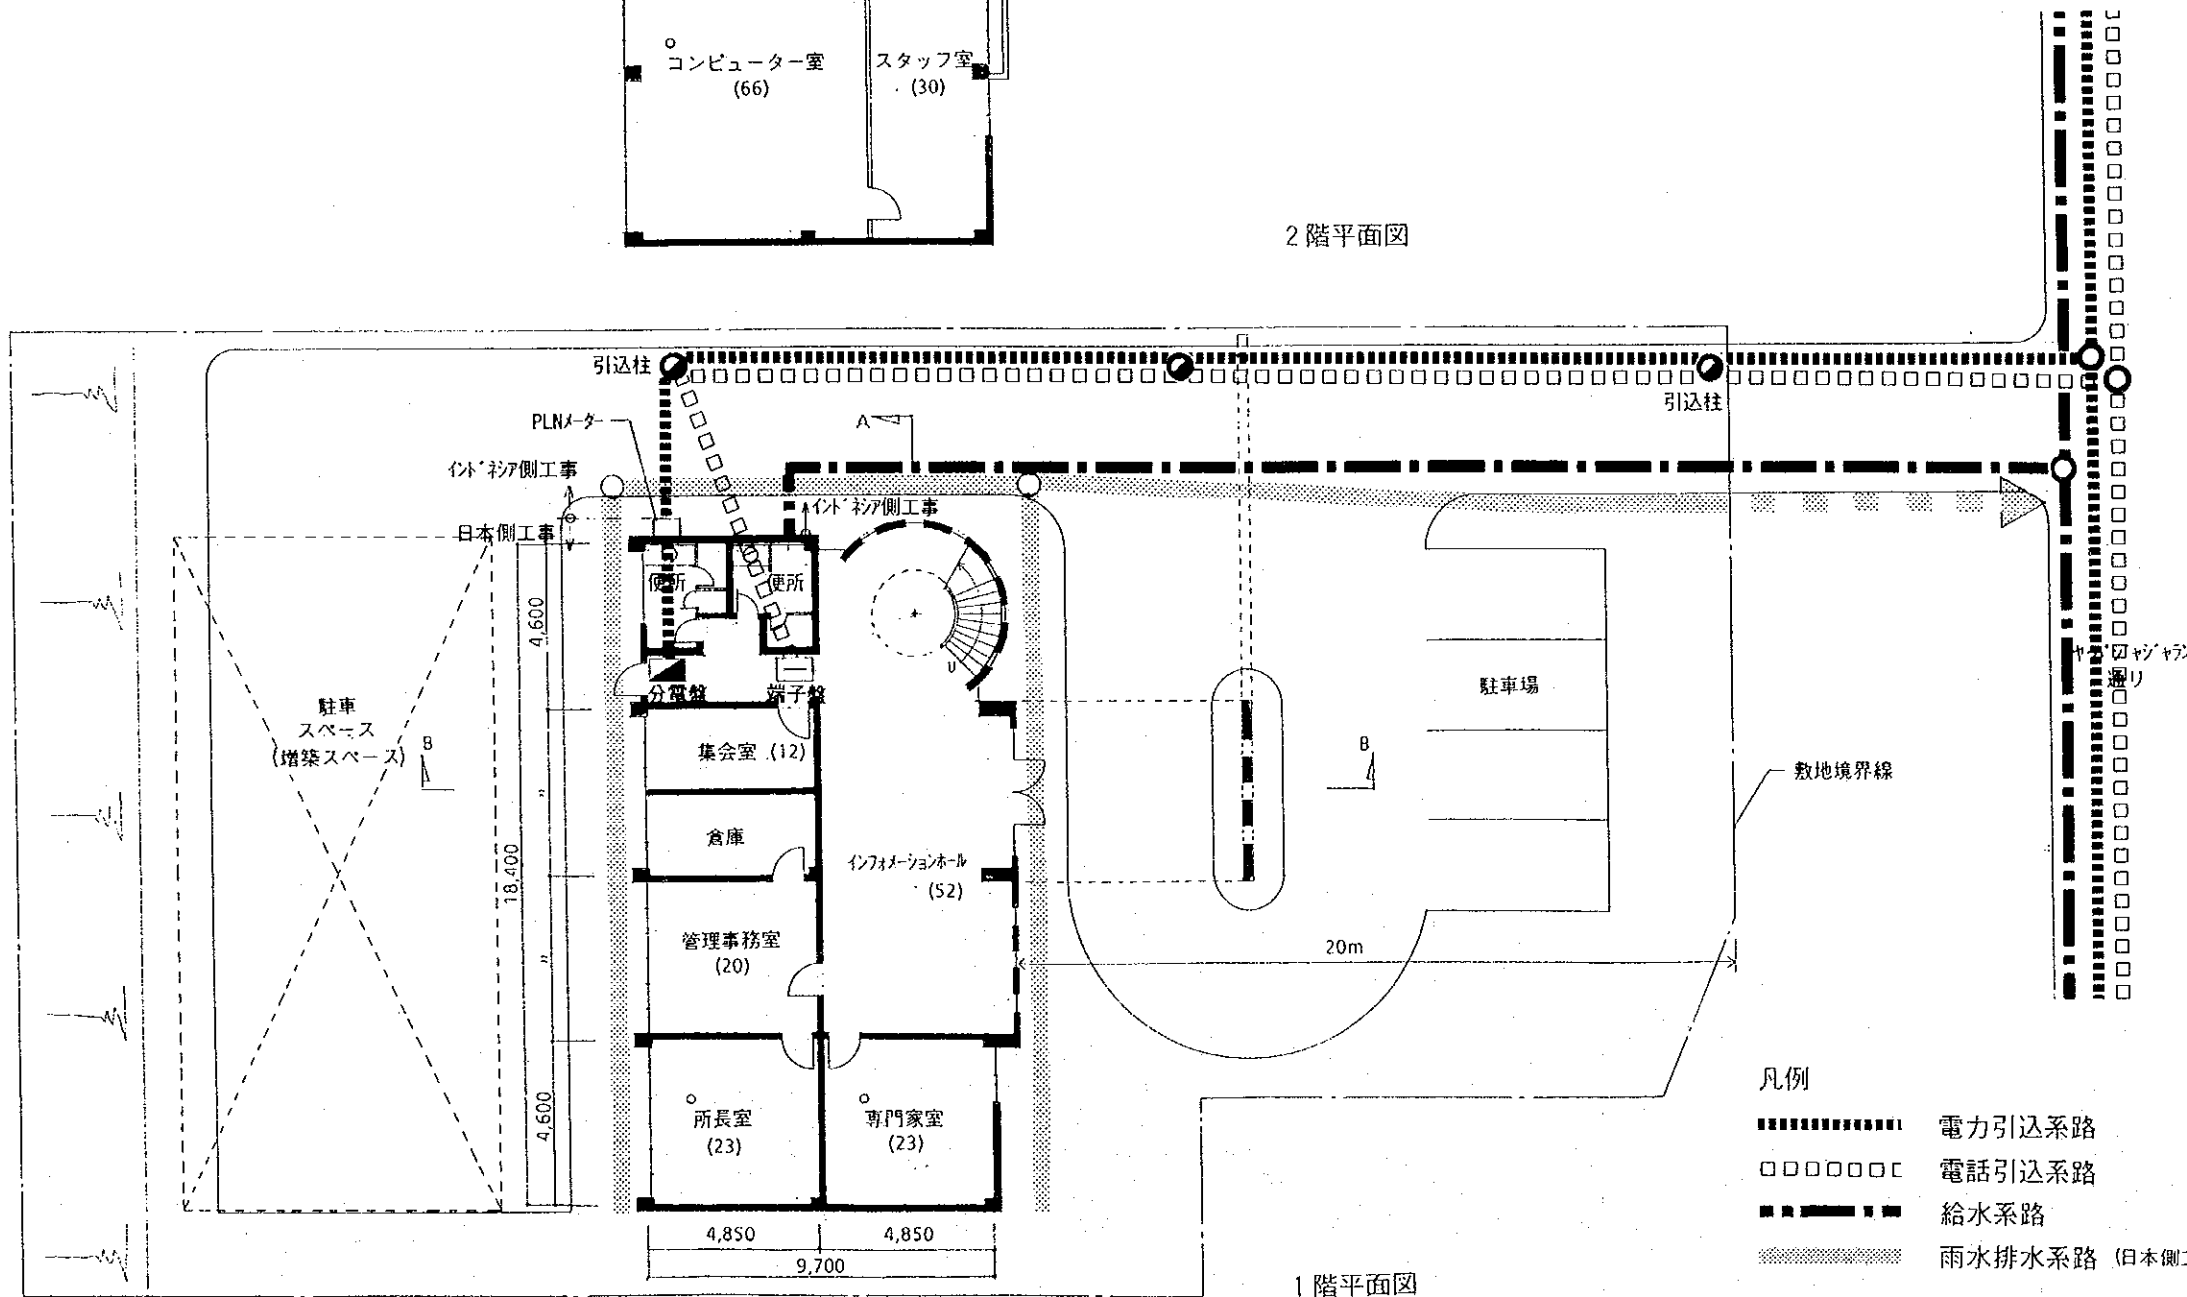 コンピューター室
(66)
スタッフ室
(30)
2階平面図
引込柱
引込柱
PLNメーター
A
インドネシア側工事
日本側工事
インドネシア側工事
便所
便所
U
分電盤
端子盤
駐車
スペース
(増築スペース)
B
B
集会室 (12)
倉庫
インフォメーションホール
(52)
管理事務室
(20)
所長室
(23)
専門家室
(23)
駐車場
通り
敷地境界線
20m
4,600
〃
18,400
〃
4,600
4,850
4,850
9,700
1階平面図
凡例
電力引込系路
電話引込系路
給水系路
雨水排水系路 (日本側